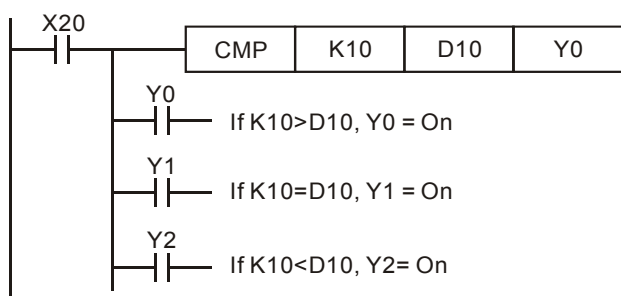 X20
CMP K10 D10 Y0
Y0
If K10>D10, Y0 = On
Y1
If K10=D10, Y1 = On
Y2
If K10<D10, Y2= On